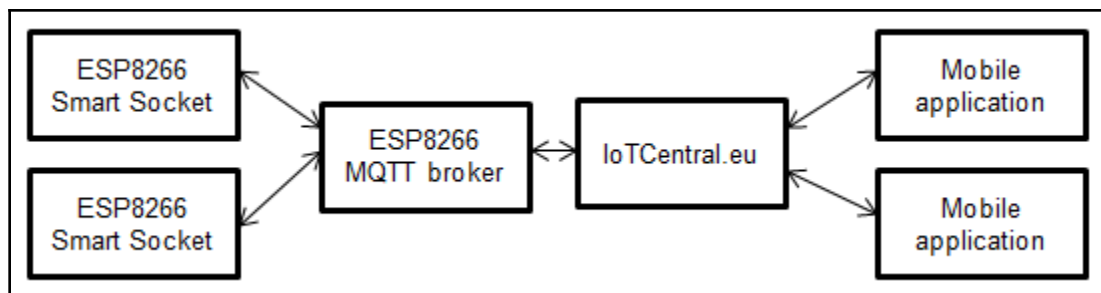 ESP8266
Smart Socket
ESP8266
Smart Socket
ESP8266
MQTT broker
IoTCentral.eu
Mobile
application
Mobile
application